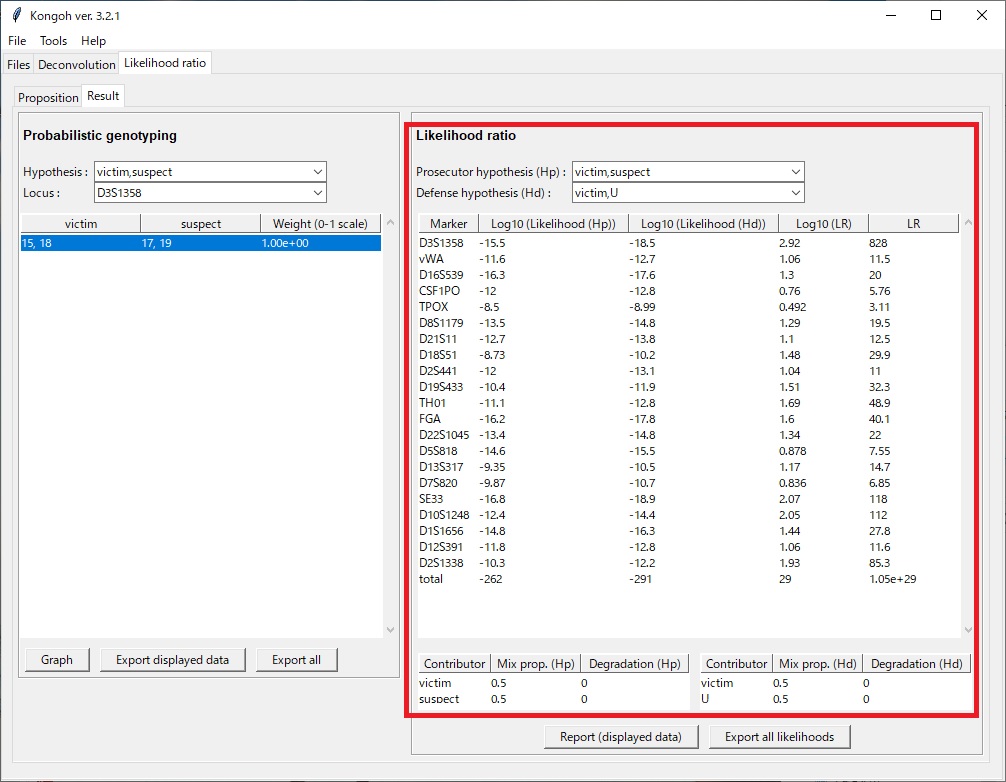 Kongoh ver. 3.2.1
File Tools Help
Files Deconvolution Likelihood ratio
Proposition Result
Probabilistic genotyping
Hypothesis : victim,suspect
Locus : D3S1358
victim suspect Weight (0-1 scale)
15, 18 17, 19 1.00e+00
Graph Export displayed data Export all
Likelihood ratio
Prosecutor hypothesis (Hp) : victim,suspect
Defense hypothesis (Hd) : victim,U
Marker Log10 (Likelihood (Hp)) Log10 (Likelihood (Hd)) Log10 (LR) LR
D3S1358 -15.5 -18.5 2.92 828
vWA -11.6 -12.7 1.06 11.5
D16S539 -16.3 -17.6 1.3 20
CSF1PO -12 -12.8 0.76 5.76
TPOX -8.5 -8.99 0.492 3.11
D8S1179 -13.5 -14.8 1.29 19.5
D21S11 -12.7 -13.8 1.1 12.5
D18S51 -8.73 -10.2 1.48 29.9
D2S441 -12 -13.1 1.04 11
D19S433 -10.4 -11.9 1.51 32.3
TH01 -11.1 -12.8 1.69 48.9
FGA -16.2 -17.8 1.6 40.1
D22S1045 -13.4 -14.8 1.34 22
D5S818 -14.6 -15.5 0.878 7.55
D13S317 -9.35 -10.5 1.17 14.7
D7S820 -9.87 -10.7 0.836 6.85
SE33 -16.8 -18.9 2.07 118
D10S1248 -12.4 -14.4 2.05 112
D1S1656 -14.8 -16.3 1.44 27.8
D12S391 -11.8 -12.8 1.06 11.6
D2S1338 -10.3 -12.2 1.93 85.3
total -262 -291 29 1.05e+29
Contributor Mix prop. (Hp) Degradation (Hp)
victim 0.5 0
suspect 0.5 0
Contributor Mix prop. (Hd) Degradation (Hd)
victim 0.5 0
U 0.5 0
Report (displayed data) Export all likelihoods